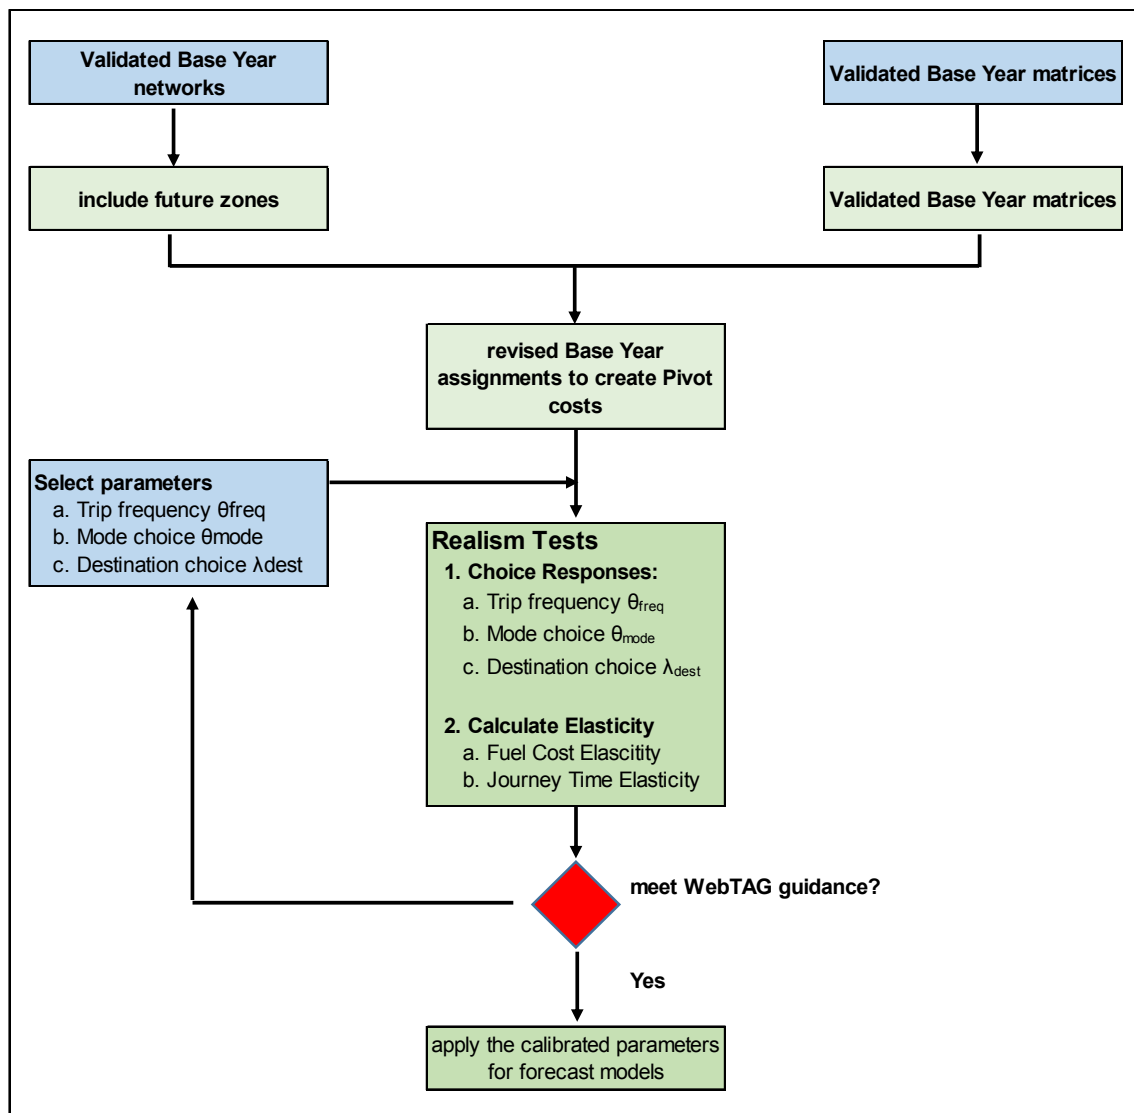 Validated Base Year
networks
Validated Base Year matrices
include future zones
Validated Base Year matrices
revised Base Year
assignments to create Pivot
costs
Select parameters
a. Trip frequency θfreq
b. Mode choice θmode
c. Destination choice λdest
Realism Tests
1. Choice Responses:
a. Trip frequency θfreq
b. Mode choice θmode
c. Destination choice λdest
2. Calculate Elasticity
a. Fuel Cost Elascitity
b. Journey Time Elasticity
meet WebTAG guidance?
Yes
apply the calibrated parameters
for forecast models